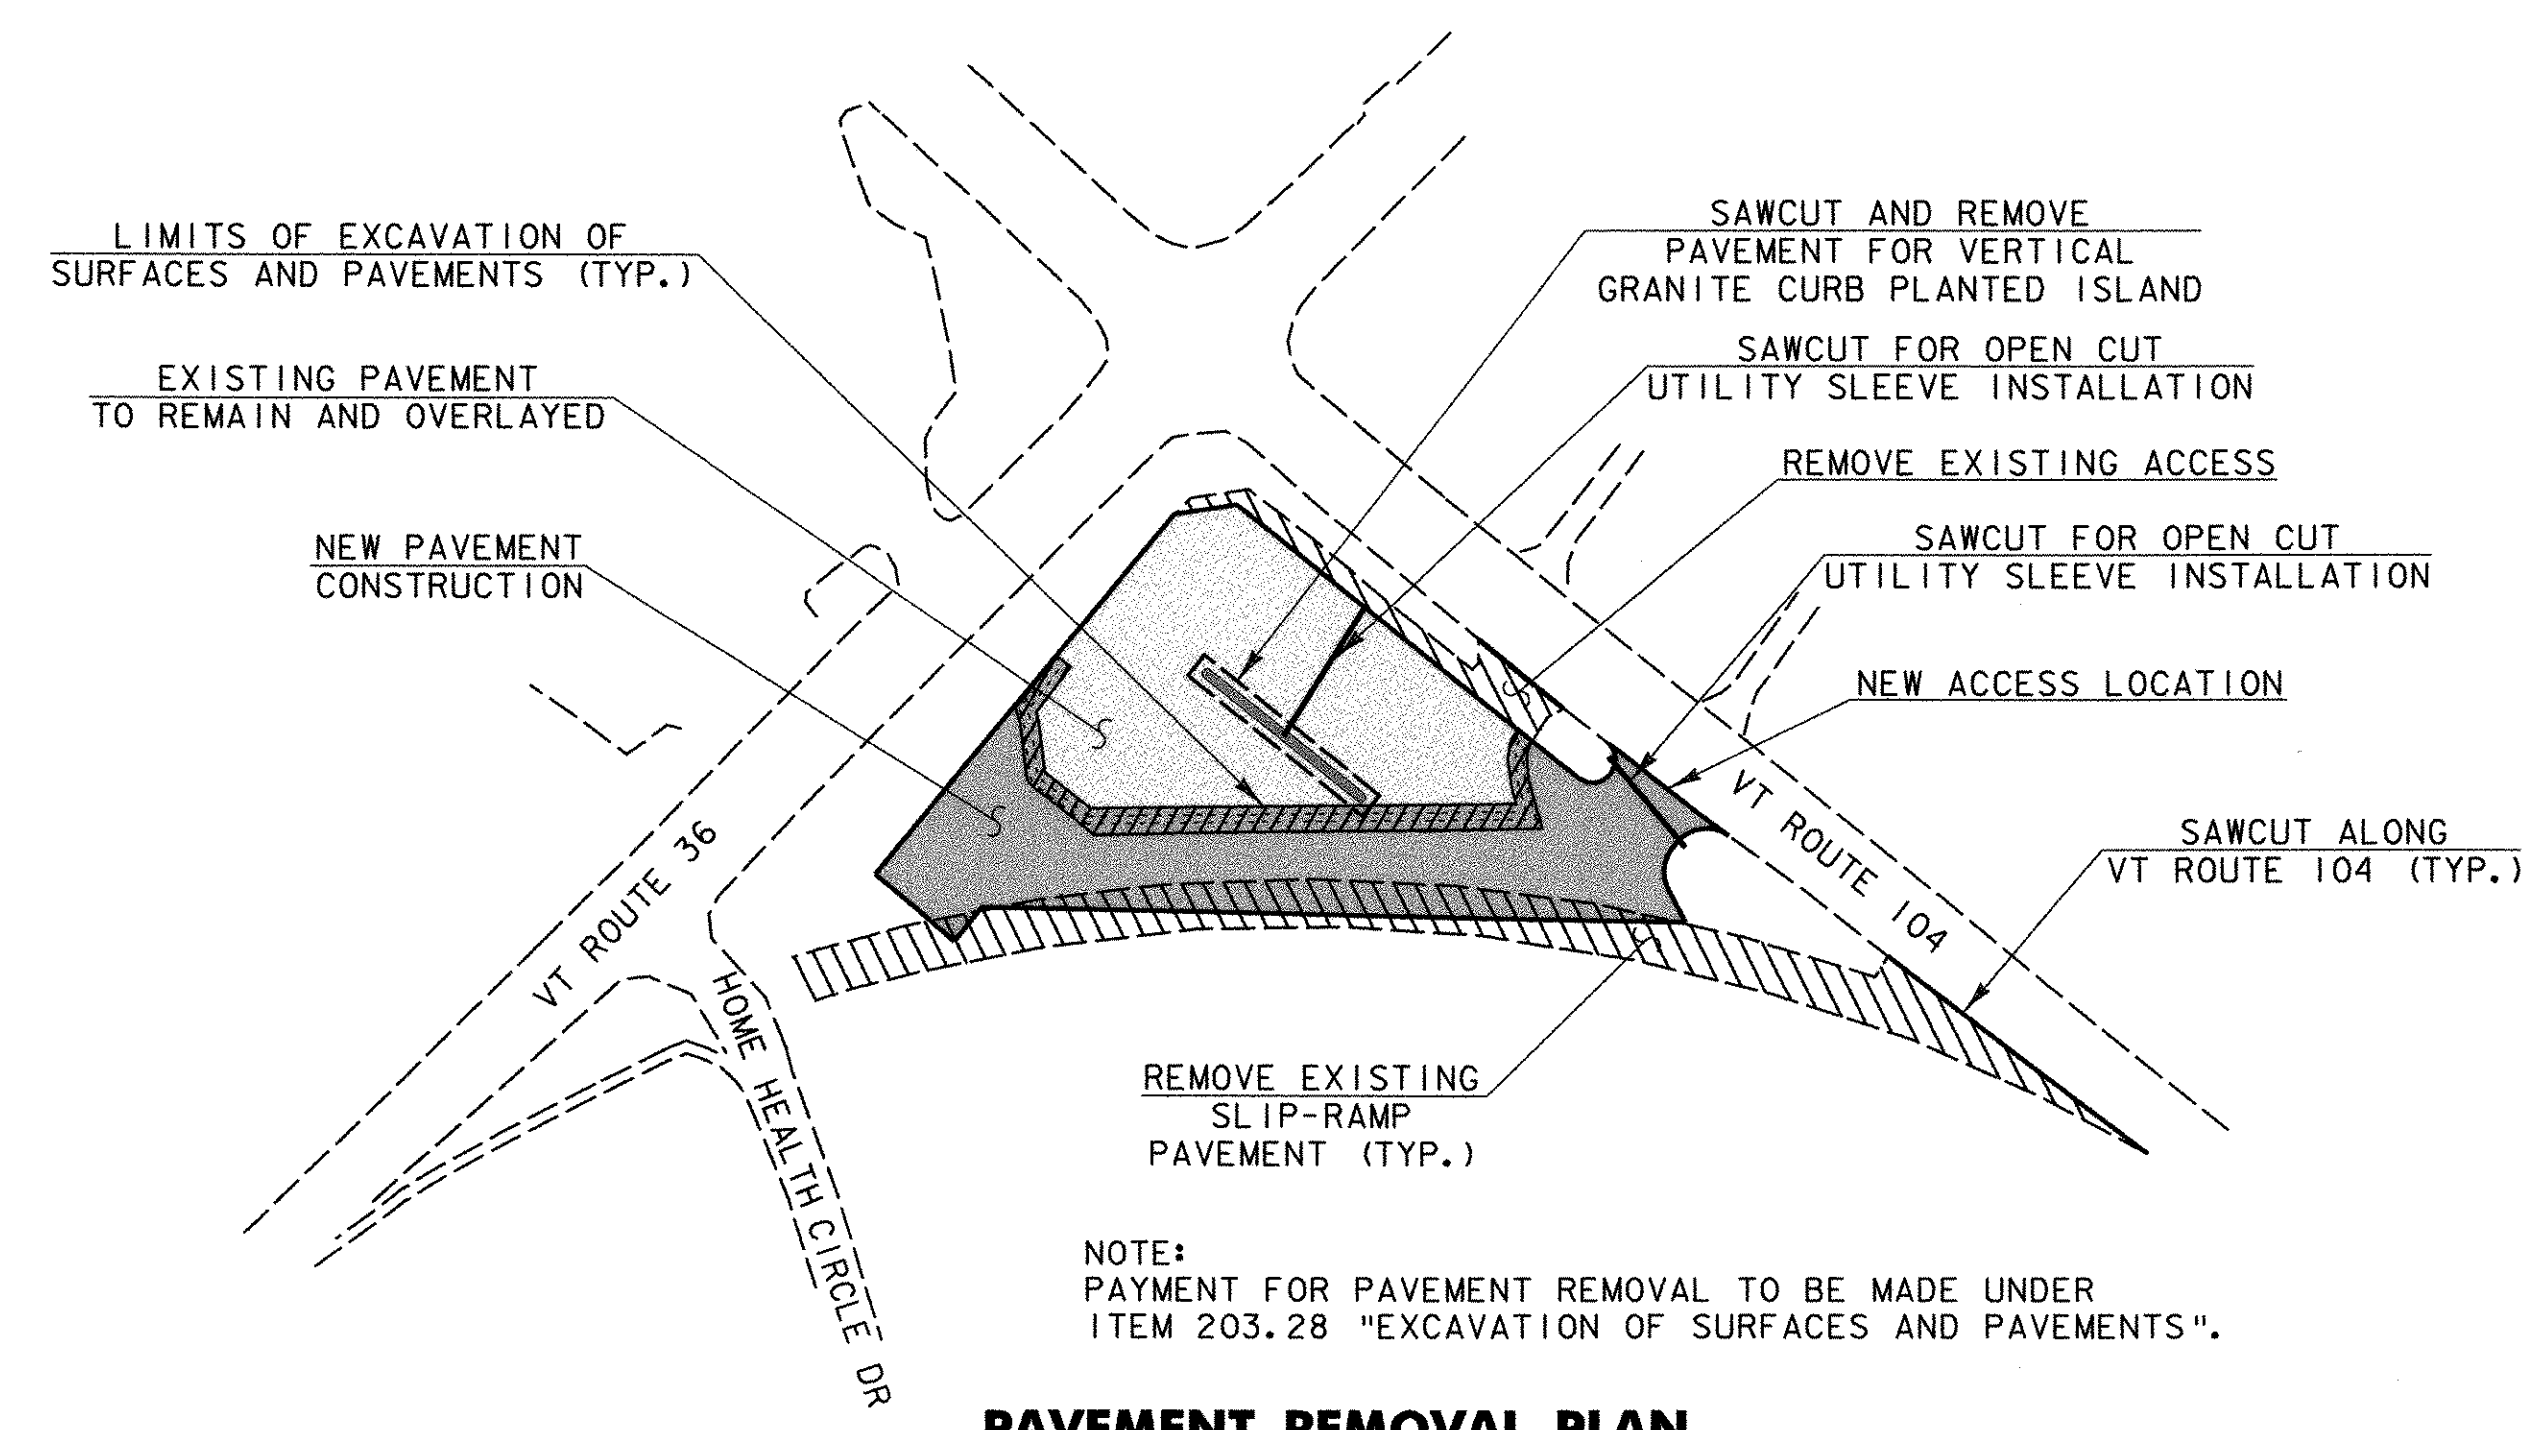 LIMITS OF EXCAVATION OF
SURFACES AND PAVEMENTS (TYP.)
EXISTING PAVEMENT
TO REMAIN AND OVERLAYED
NEW PAVEMENT
CONSTRUCTION
SAWCUT AND REMOVE
PAVEMENT FOR VERTICAL
GRANITE CURB PLANTED ISLAND
SAWCUT FOR OPEN CUT
UTILITY SLEEVE INSTALLATION
REMOVE EXISTING ACCESS
SAWCUT FOR OPEN CUT
UTILITY SLEEVE INSTALLATION
NEW ACCESS LOCATION
SAWCUT ALONG
VT ROUTE 104 (TYP.)
VT ROUTE 36
VT ROUTE 104
HOME HEALTH CIRCLE DR
REMOVE EXISTING
SLIP-RAMP
PAVEMENT (TYP.)
NOTE:
PAYMENT FOR PAVEMENT REMOVAL TO BE MADE UNDER
ITEM 203.28 "EXCAVATION OF SURFACES AND PAVEMENTS".
PAVEMENT REMOVAL PLAN